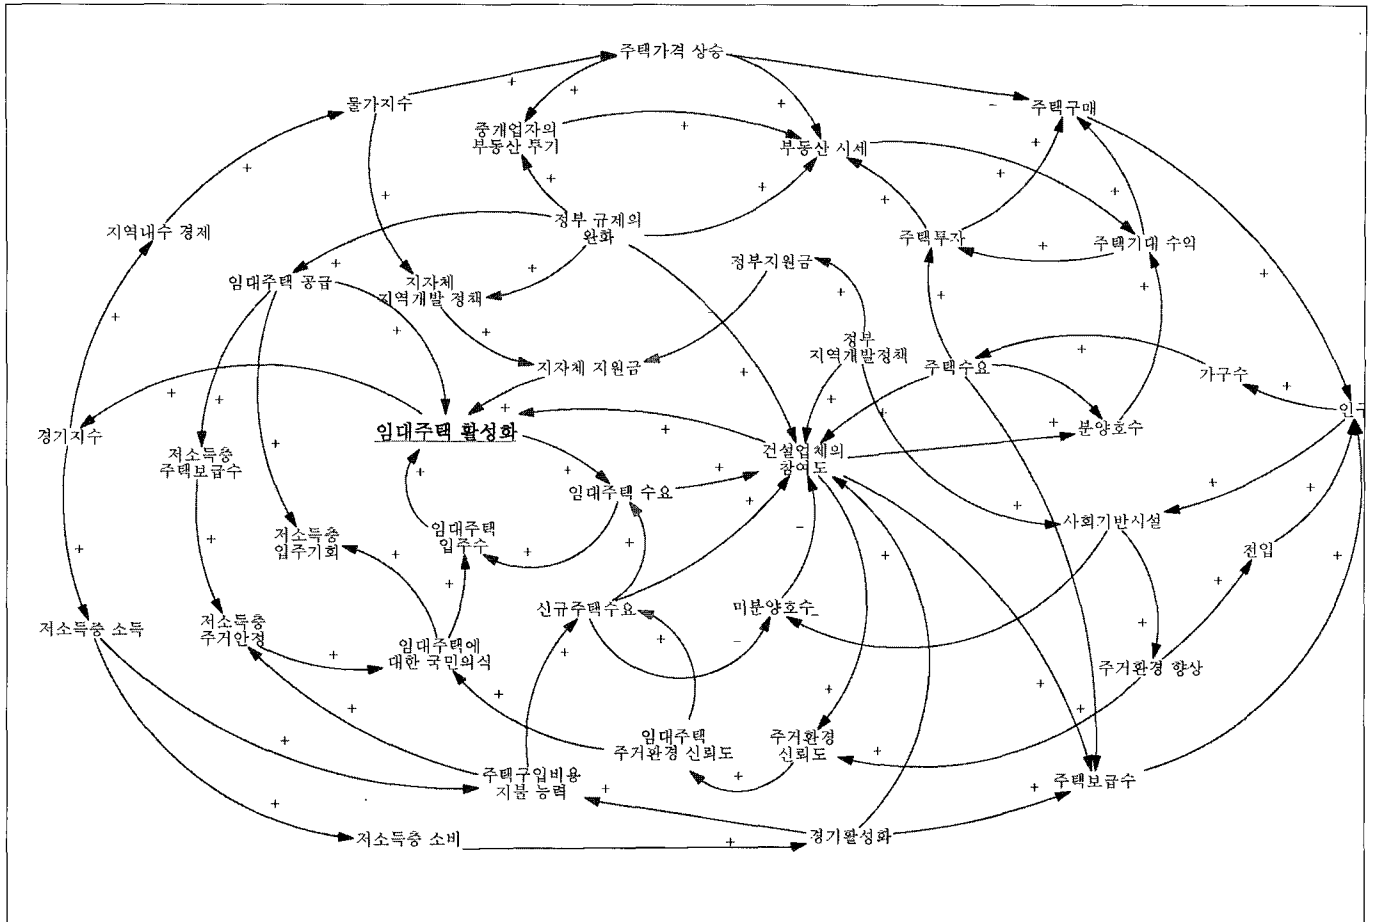 주택가격 상승
물가지수
주택구매
중개업자의
부동산 투기
부동산 시세
정부 규제의
완화
지역내수 경제
주택투자
주택기대 수익
정부지원금
임대주택 공급
지자체
지역개발 정책
정부
지역개발정책
지자체 지원금
주택수요
가구수
인구
경기지수
임대주택 활성화
분양호수
저소득층
주택보급수
건설업체의
참여도
임대주택 수요
저소득층
입주기회
임대주택
입주수
사회기반시설
전입
신규주택수요
미분양호수
저소득층 소득
저소득층
주거안정
임대주택에
대한 국민의식
주거환경 향상
임대주택
주거환경 신뢰도
주거환경
신뢰도
주택구입비용
지불 능력
주택보급수
저소득층 소비
경기활성화